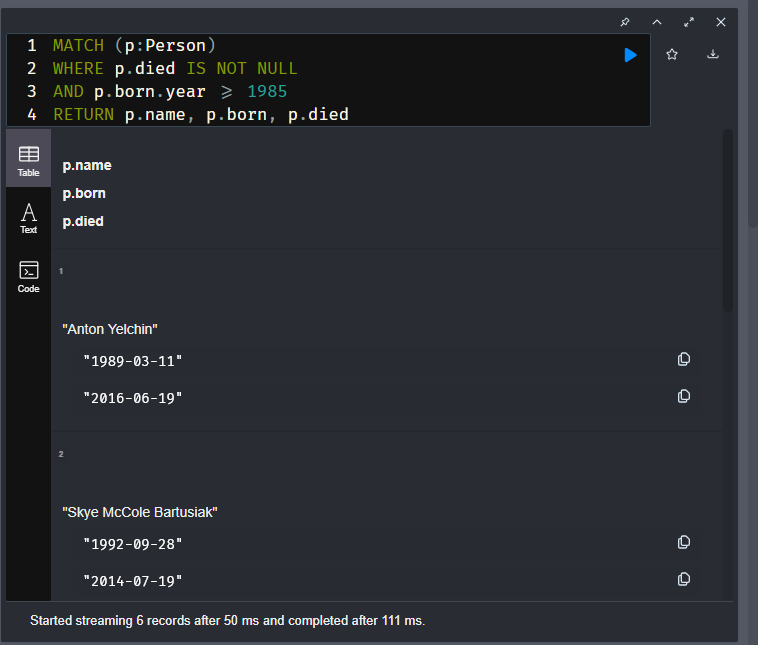 1 MATCH (p:Person)
2 WHERE p.died IS NOT NULL
3 AND p.born.year >= 1985
4 RETURN p.name, p.born, p.died
Table
Text
Code
p.name
p.born
p.died
1
"Anton Yelchin"
"1989-03-11"
"2016-06-19"
2
"Skye McCole Bartusiak"
"1992-09-28"
"2014-07-19"
Started streaming 6 records after 50 ms and completed after 111 ms.